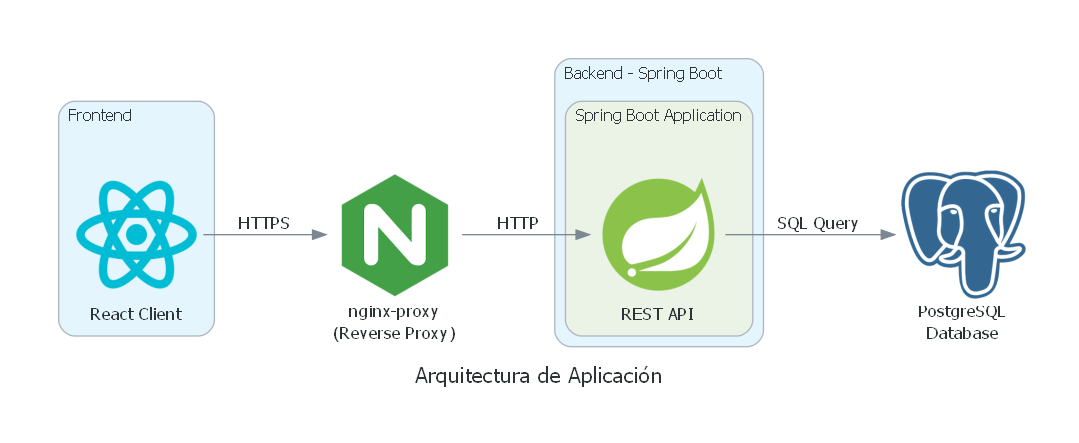 Frontend
React Client
HTTPS
nginx-proxy
(Reverse Proxy)
HTTP
Backend - Spring Boot
Spring Boot Application
REST API
SQL Query
PostgreSQL
Database
Arquitectura de Aplicación